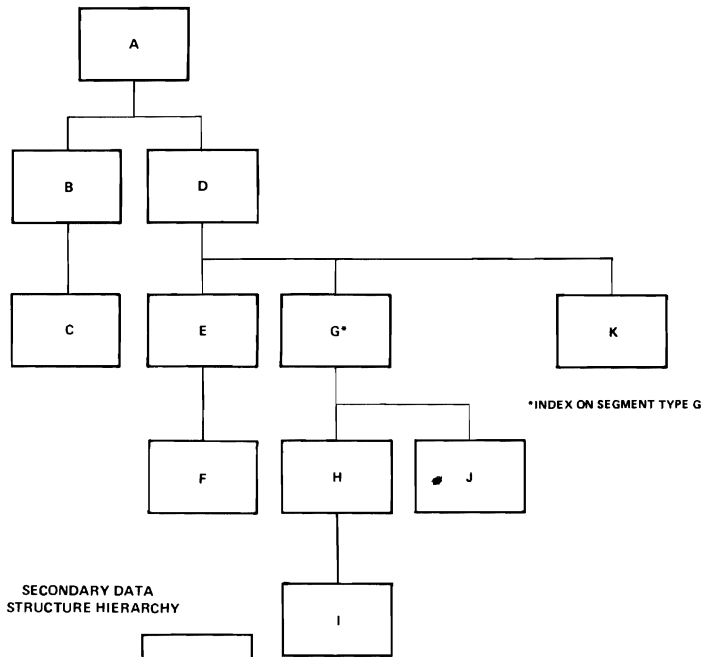 A
B
D
C
E
G*
K
*INDEX ON SEGMENT TYPE G
F
H
J
SECONDARY DATA
STRUCTURE HIERARCHY
I